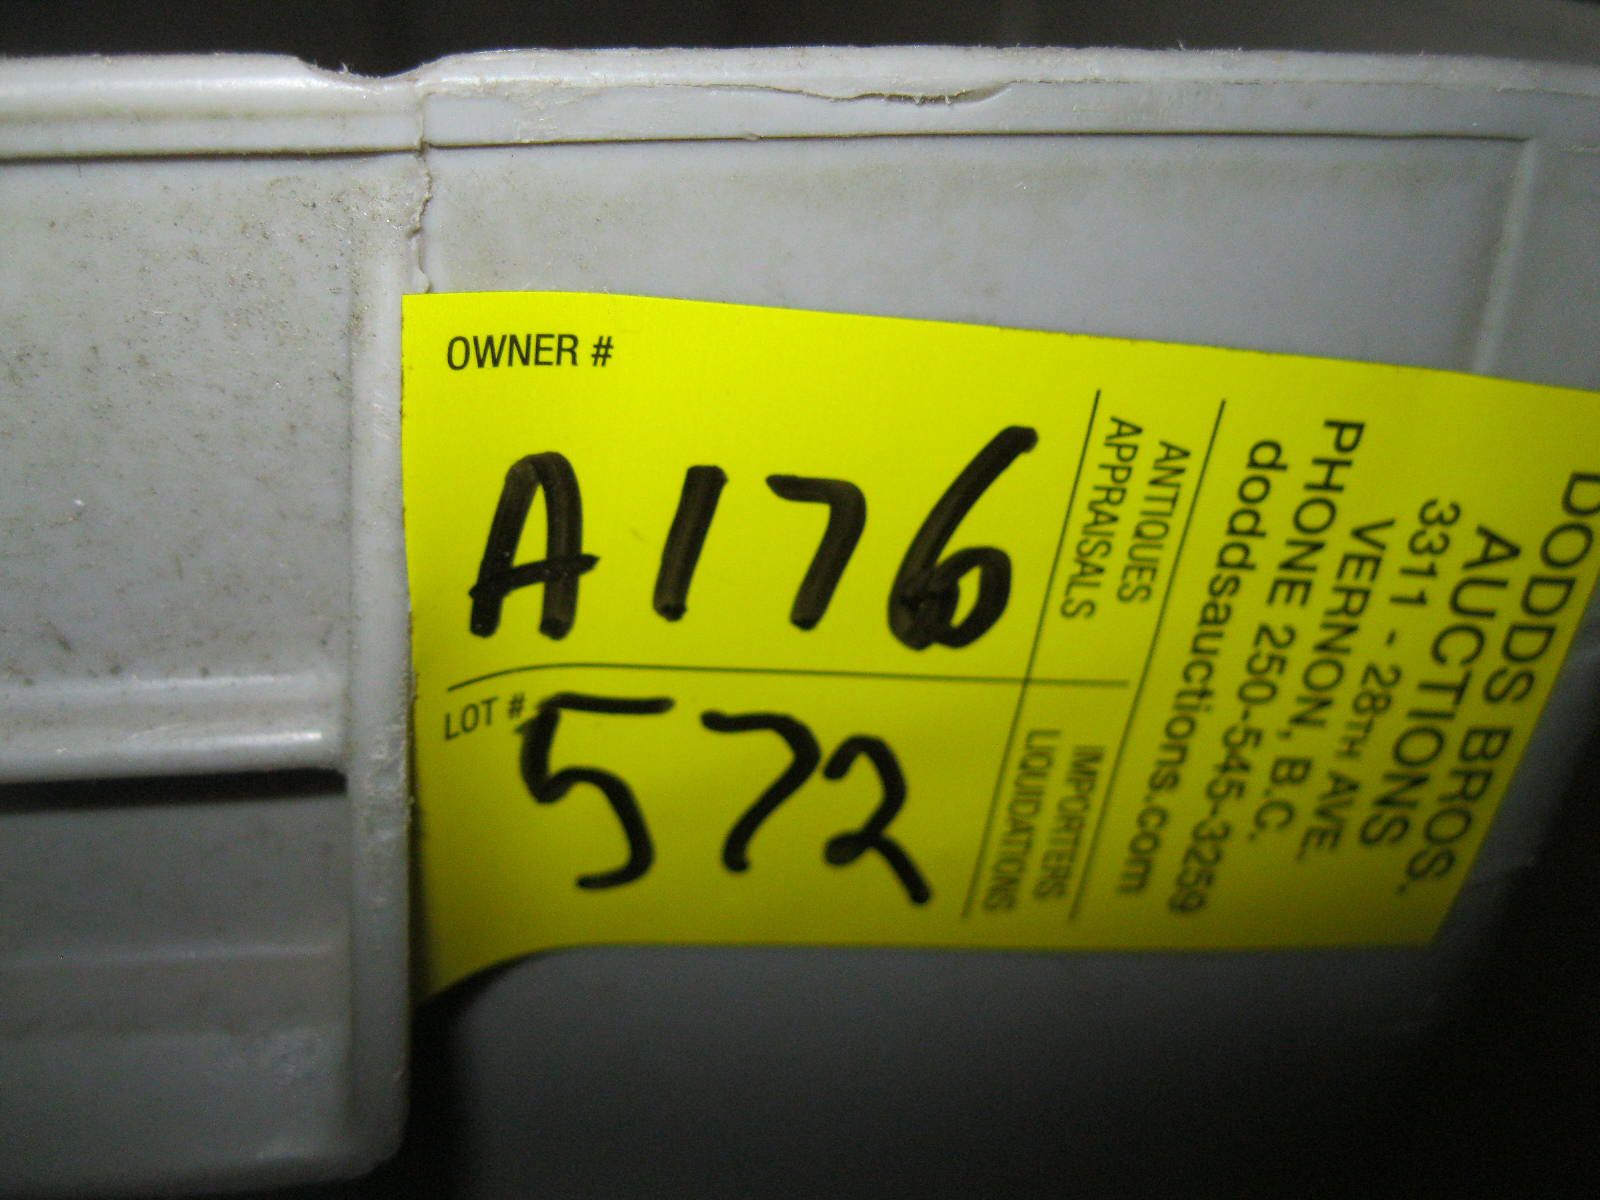 OWNER #
A176
LOT # 572
DODDS BROS.
AUCTIONS
3311 - 28TH AVE.
VERNON, B.C.
PHONE 250-545-3259
doddsauctions.com
ANTIQUES IMPORTERS
APPRAISALS LIQUIDATIONS